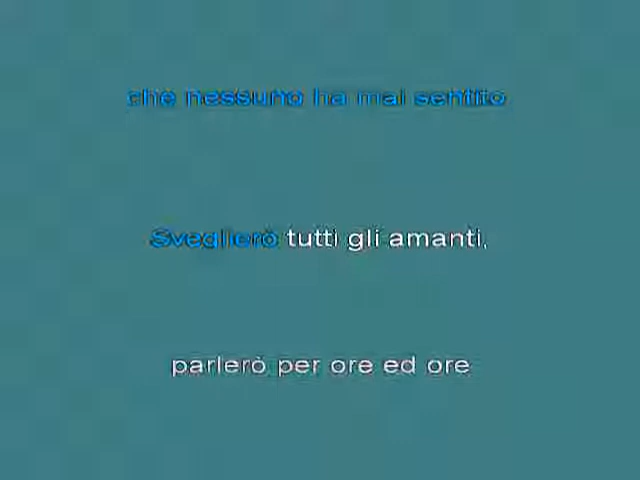 che nessuno ha mai sentito
Sveglierò tutti gli amanti,
parlerò per ore ed ore